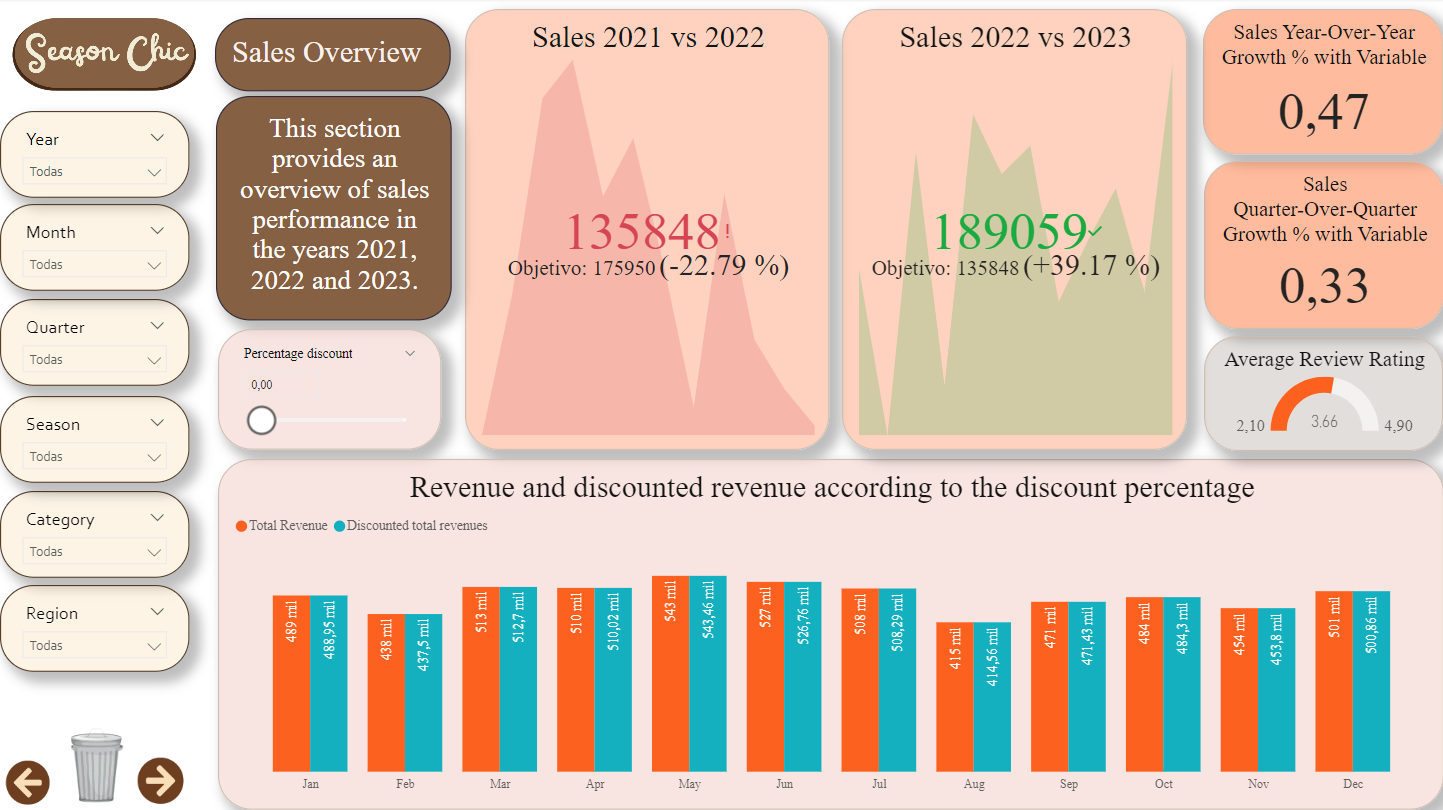 Season Chic
Year
Todas
Month
Todas
Quarter
Todas
Season
Todas
Category
Todas
Region
Todas
Sales Overview
This section
provides an
overview of sales
performance in
the years 2021,
2022 and 2023.
Percentage discount
0,00
Sales 2021 vs 2022
135848!
Objetivo: 175950 (-22.79 %)
Sales 2022 vs 2023
189059
Objetivo: 135848 (+39.17 %)
Sales Year-Over-Year
Growth % with Variable
0,47
Sales
Quarter-Over-Quarter
Growth % with Variable
0,33
Average Review Rating
2,10 3.66 4,90
Revenue and discounted revenue according to the discount percentage
Total Revenue Discounted total revenues
489 mil
488,95 mil
438 mil
437,5 mil
513 mil
512,7 mil
510 mil
510,02 mil
543 mil
543,46 mil
527 mil
526,76 mil
508 mil
508,29 mil
415 mil
414,56 mil
471 mil
471,43 mil
484 mil
484,3 mil
454 mil
453,8 mil
501 mil
500,86 mil
Jan Feb Mar Apr May Jun Jul Aug Sep Oct Nov Dec